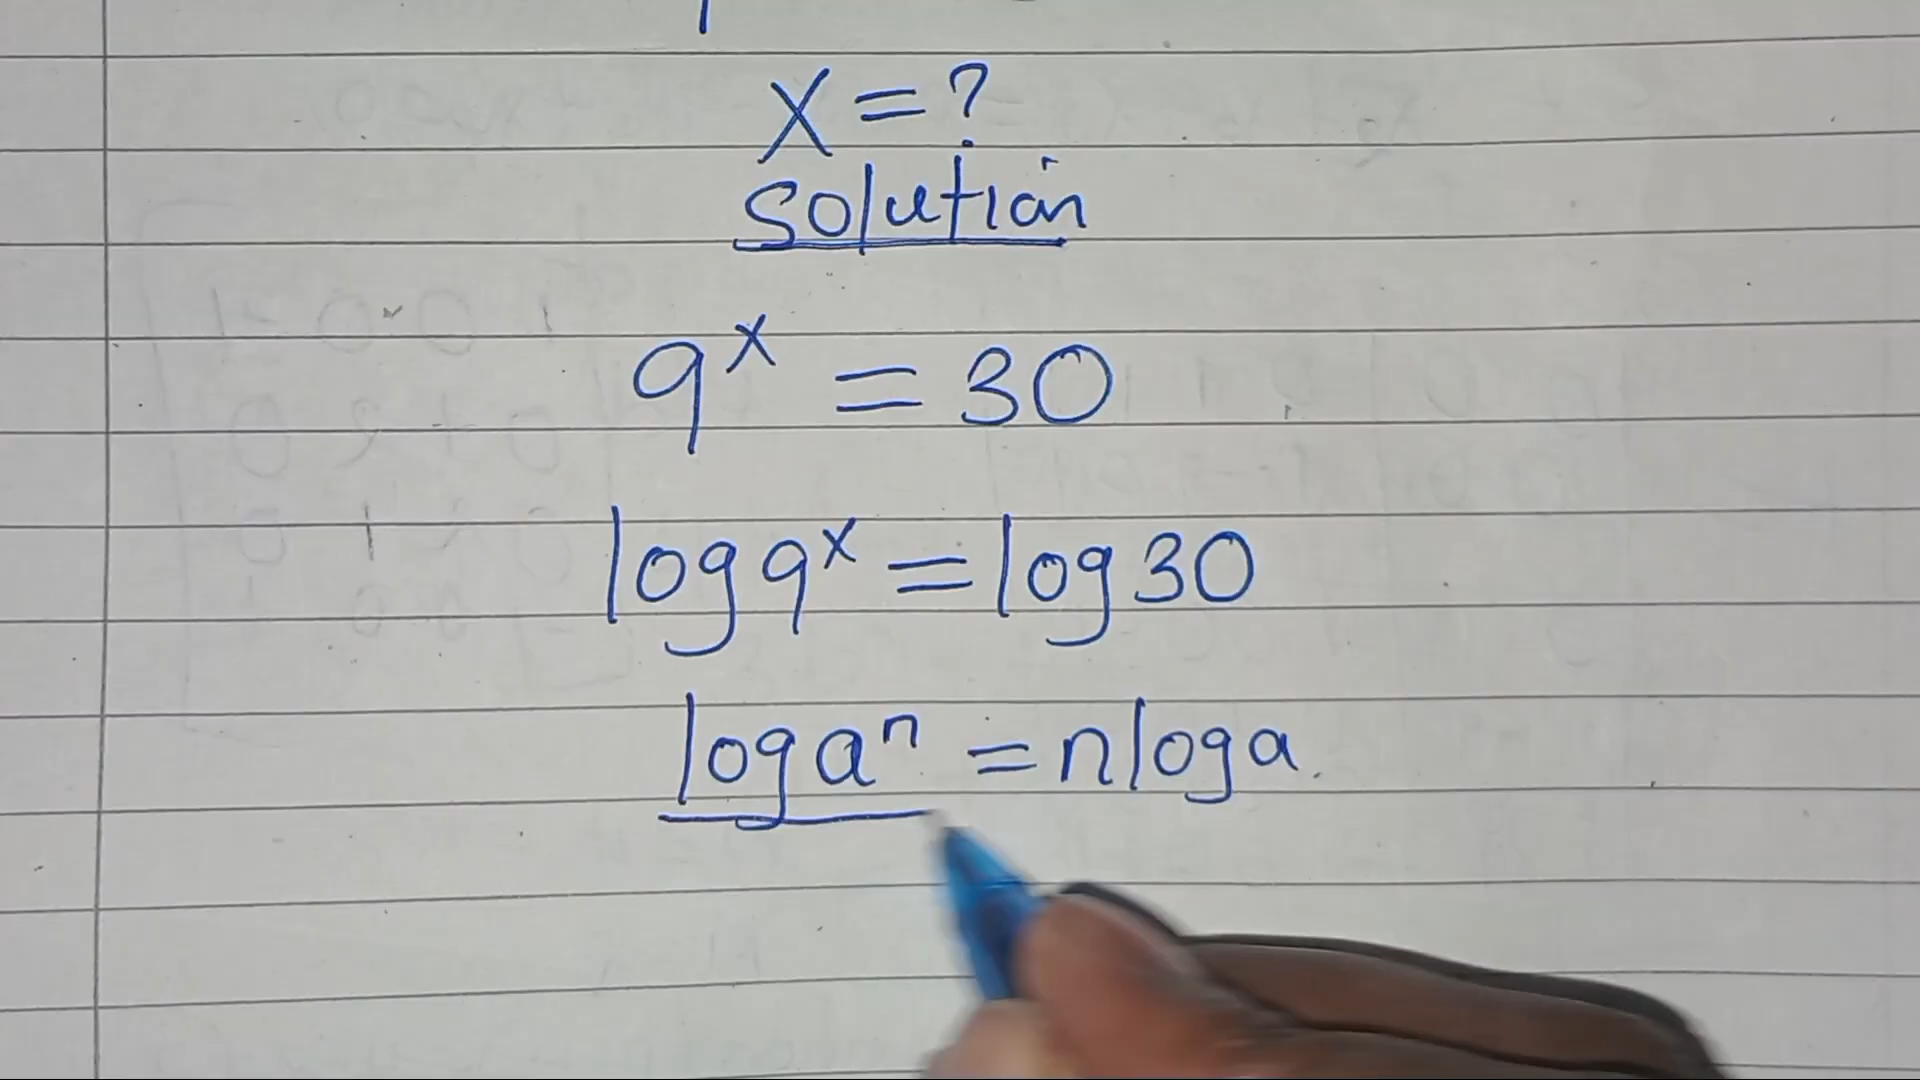 x = ?
Solution
9^x = 30
log 9^x = log 30
log a^n = n log a